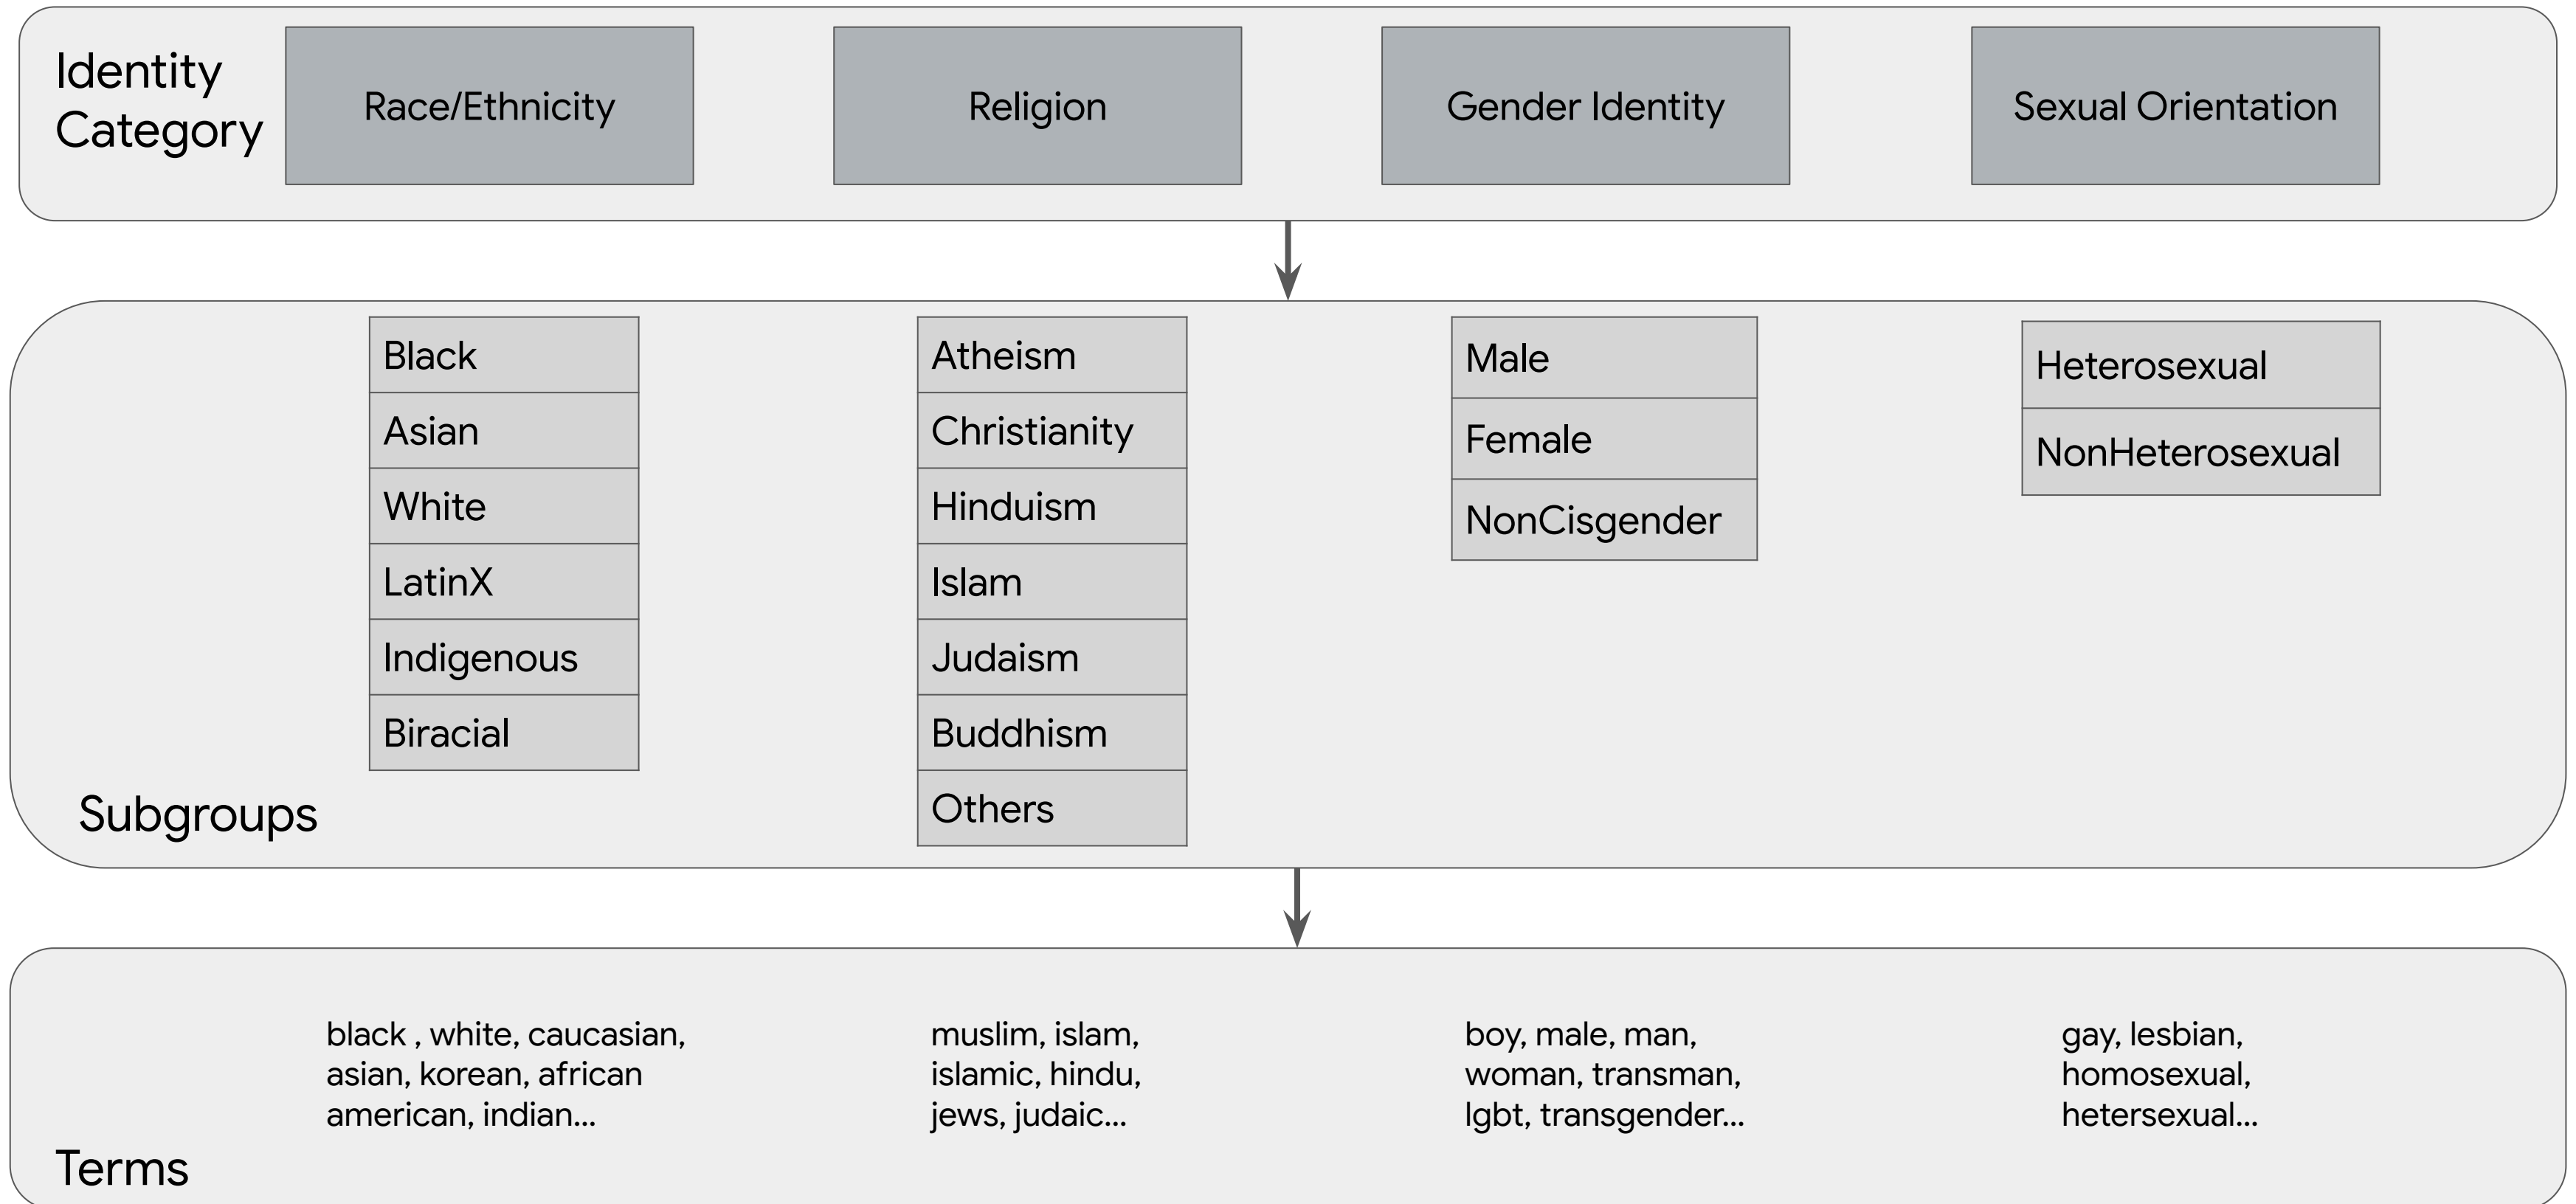 Identity
Category
Race/Ethnicity
Religion
Gender Identity
Sexual Orientation
Black
Asian
White
LatinX
Indigenous
Biracial
Atheism
Christianity
Hinduism
Islam
Judaism
Buddhism
Others
Male
Female
NonCisgender
Heterosexual
NonHeterosexual
Subgroups
black , white, caucasian,
asian, korean, african
american, indian...
muslim, islam,
islamic, hindu,
jews, judaic...
boy, male, man,
woman, transman,
lgbt, transgender...
gay, lesbian,
homosexual,
hetersexual...
Terms